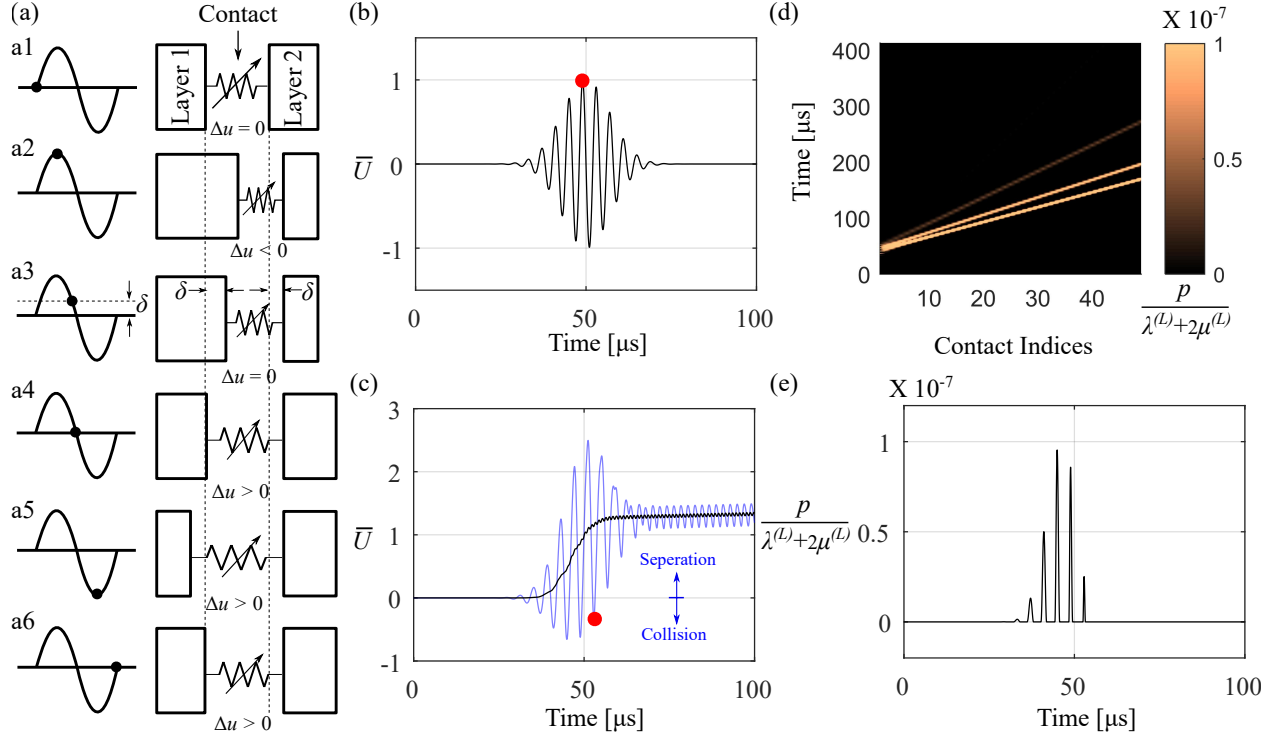 (a)
Contact
a1
Layer 1
Layer 2
Δu = 0
a2
Δu < 0
a3
δ
δ
δ
Δu = 0
a4
Δu > 0
a5
Δu > 0
a6
Δu > 0
(b)
U̅
1
0
-1
0
50
100
Time [μs]
(c)
U̅
3
2
1
0
-1
Seperation
Collision
0
50
100
Time [μs]
(d)
X 10⁻⁷
Time [μs]
400
300
200
100
0
10
20
30
40
Contact Indices
1
0.5
0
p
λ⁽ᴸ⁾+2μ⁽ᴸ⁾
(e)
X 10⁻⁷
p
λ⁽ᴸ⁾+2μ⁽ᴸ⁾
1
0.5
0
0
50
100
Time [μs]